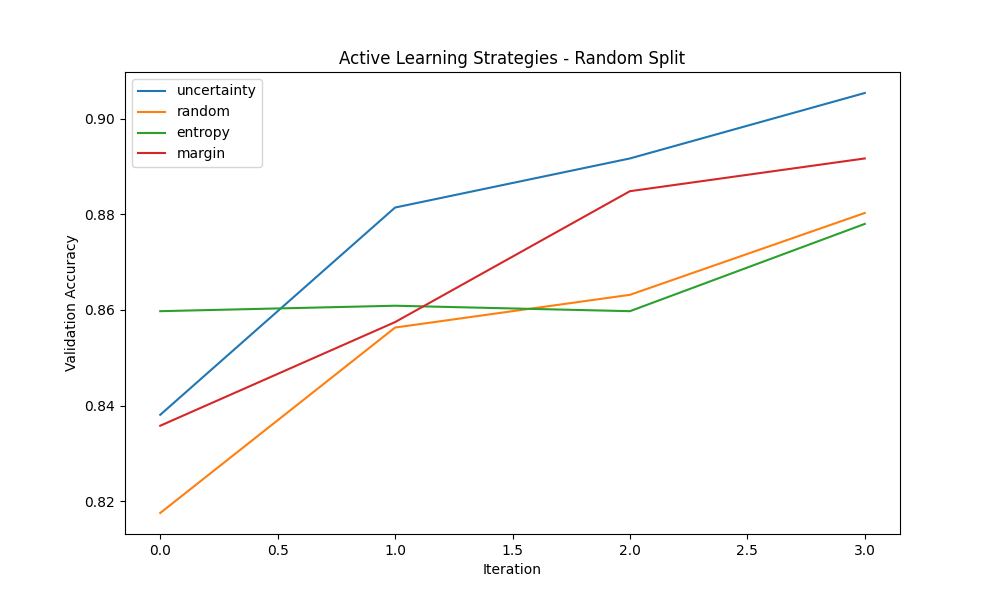 Active Learning Strategies - Random Split
uncertainty
random
entropy
margin
Validation Accuracy
0.90
0.88
0.86
0.84
0.82
0.0 0.5 1.0 1.5 2.0 2.5 3.0
Iteration